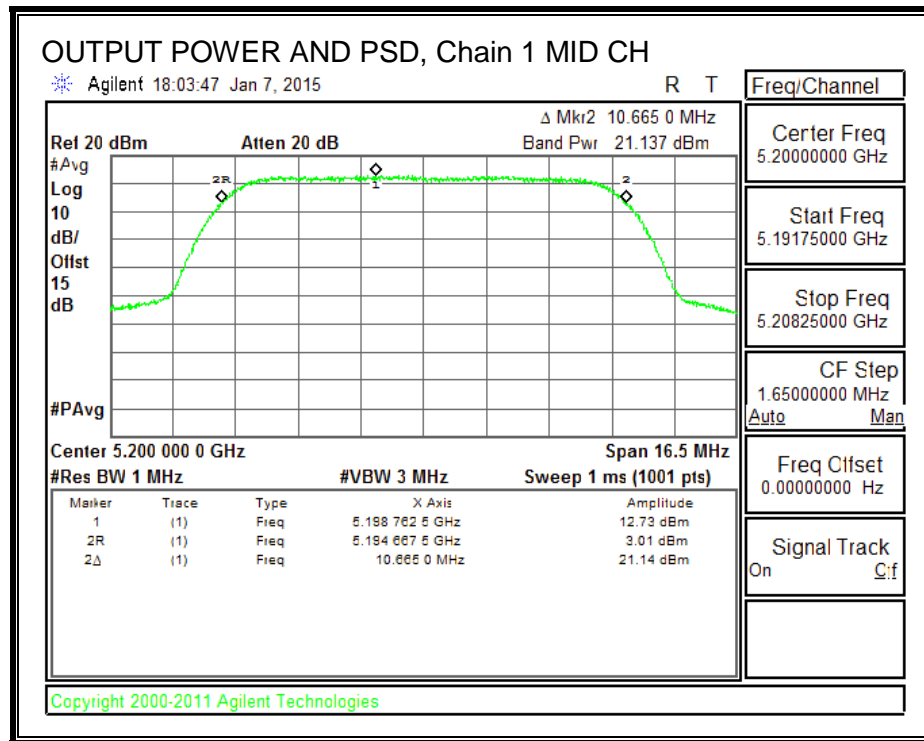 OUTPUT POWER AND PSD, Chain 1 MID CH
Agilent 18:03:47 Jan 7, 2015 R T
Δ Mkr2 10.665 0 MHz
Ref 20 dBm Atten 20 dB Band Pwr 21.137 dBm
#Avg
Log
10
dB/
Offst
15
dB
#PAvg
2R
1
2
Center 5.200 000 0 GHz Span 16.5 MHz
#Res BW 1 MHz #VBW 3 MHz Sweep 1 ms (1001 pts)
Marker Trace Type X Axis Amplitude
1 (1) Freq 5.198 762 5 GHz 12.73 dBm
2R (1) Freq 5.194 667 5 GHz 3.01 dBm
2Δ (1) Freq 10.665 0 MHz 21.14 dBm
Copyright 2000-2011 Agilent Technologies
Freq/Channel
Center Freq
5.20000000 GHz
Start Freq
5.19175000 GHz
Stop Freq
5.20825000 GHz
CF Step
1.65000000 MHz
Auto Man
Freq Offset
0.00000000 Hz
Signal Track
On Off